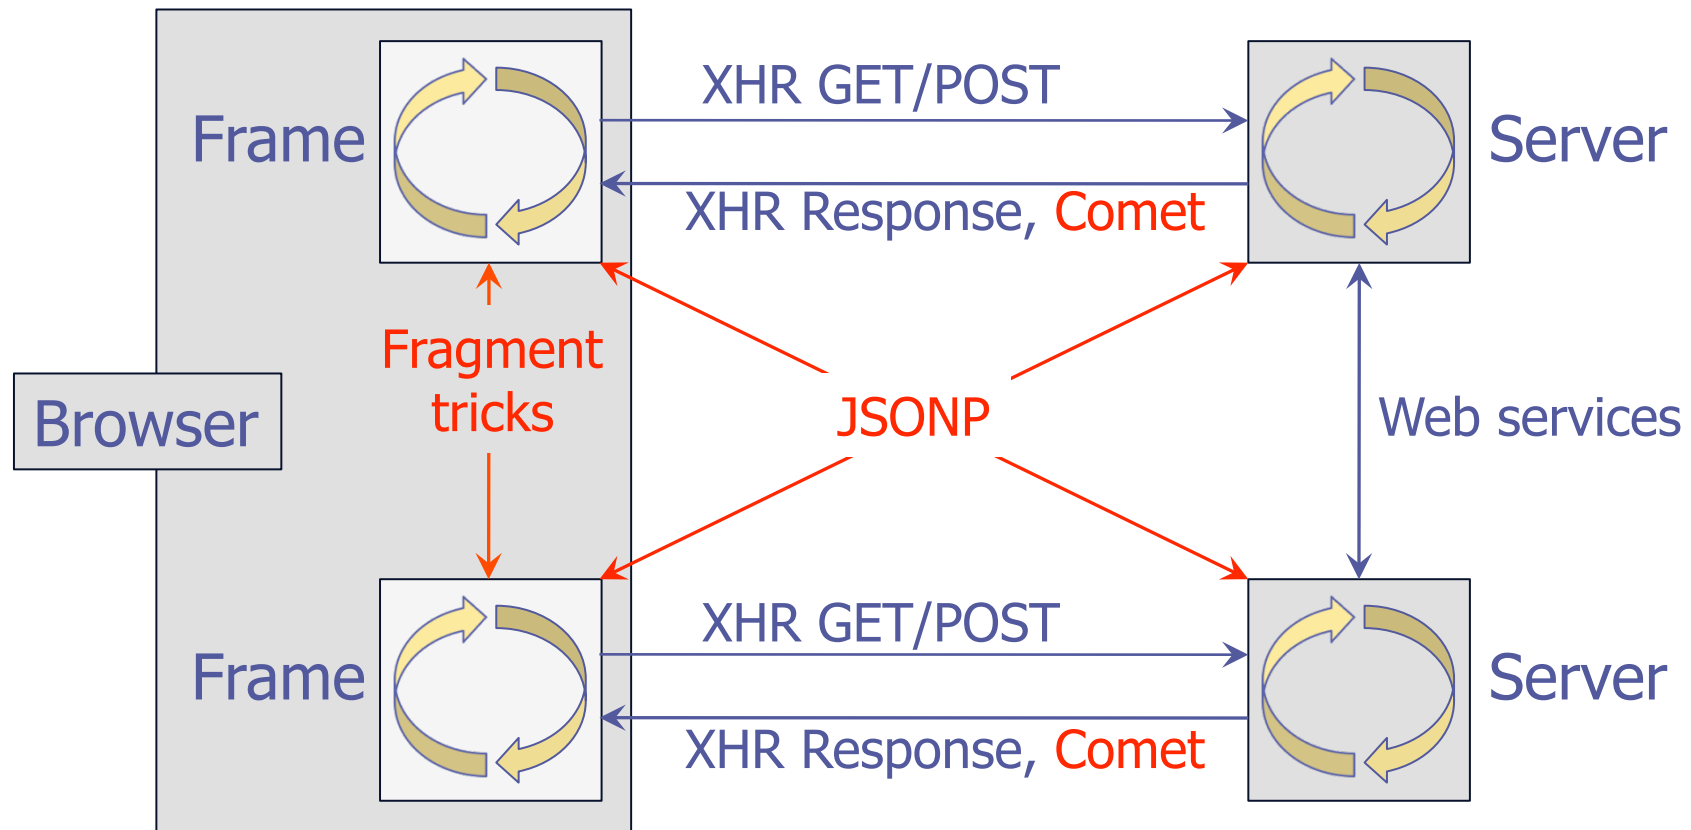 XHR GET/POST
Frame
Server
XHR Response, Comet
Fragment
tricks
Browser
JSONP
Web services
XHR GET/POST
Frame
Server
XHR Response, Comet